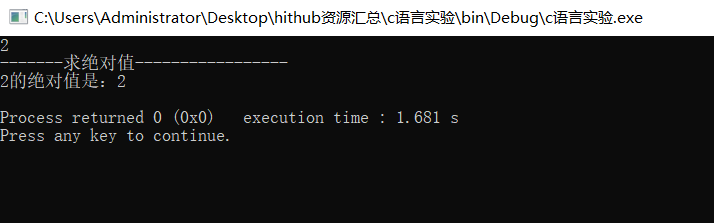 C:\Users\Administrator\Desktop\hithub资源汇总\c语言实验\bin\Debug\c语言实验.exe
2
-------求绝对值-----------------
2的绝对值是：2
Process returned 0 (0x0)   execution time : 1.681 s
Press any key to continue.